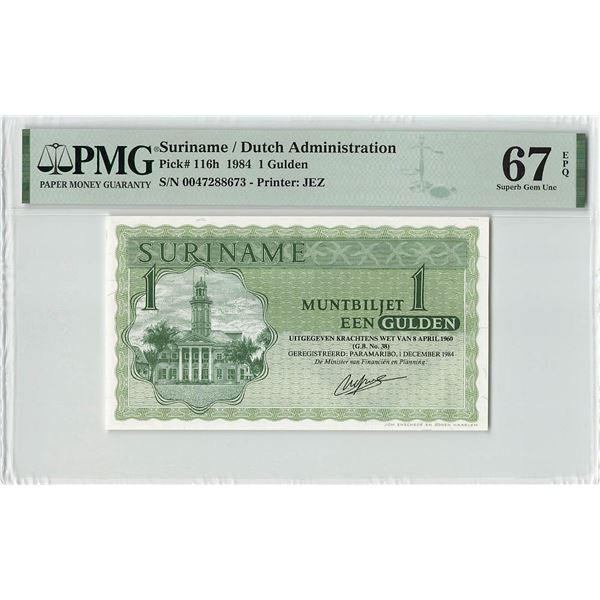 PMG
PAPER MONEY GUARANTY
®Suriname / Dutch Administration
Pick# 116h 1984 1 Gulden
S/N 0047288673 - Printer: JEZ
67 EPQ
Superb Gem Unc
SURINAME
1
MUNTBILJET 1
EEN GULDEN
UITGEGEVEN KRACHTENS WET VAN 8 APRIL 1960
(G.B. No. 38)
GEREGISTREERD: PARAMARIBO, 1 DECEMBER 1984
De Minister van Financiën en Planning:
JOH. ENSCHEDÉ EN ZONEN HAARLEM